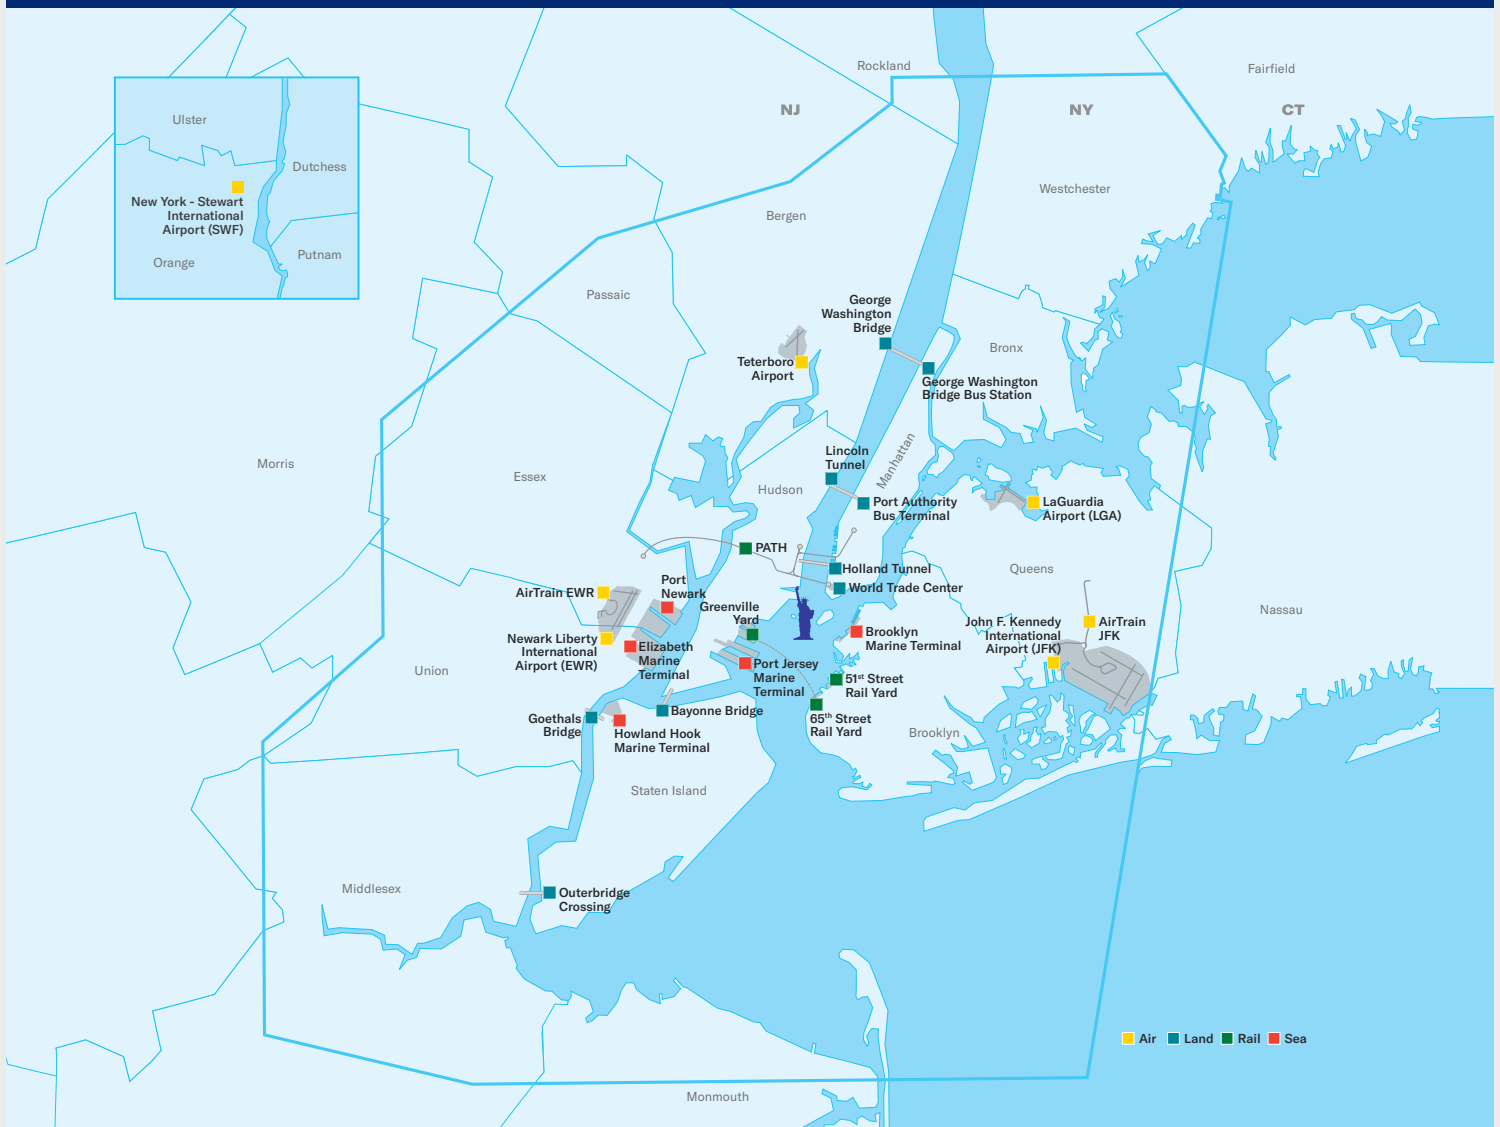 Rockland
Fairfield
NJ
NY
CT
Ulster
Dutchess
New York - Stewart
International
Airport (SWF)
Orange
Putnam
Westchester
Bergen
Passaic
George
Washington
Bridge
Teterboro
Airport
Bronx
George Washington
Bridge Bus Station
Morris
Essex
Lincoln
Tunnel
Manhattan
Hudson
Port Authority
Bus Terminal
LaGuardia
Airport (LGA)
PATH
Holland Tunnel
World Trade Center
Queens
Nassau
AirTrain EWR
Port
Newark
Greenville
Yard
Newark Liberty
International
Airport (EWR)
Elizabeth
Marine
Terminal
Brooklyn
Marine Terminal
John F. Kennedy
International
Airport (JFK)
AirTrain
JFK
Union
Port Jersey
Marine
Terminal
51st Street
Rail Yard
65th Street
Rail Yard
Goethals
Bridge
Bayonne Bridge
Howland Hook
Marine Terminal
Brooklyn
Staten Island
Middlesex
Outerbridge
Crossing
Monmouth
Air
Land
Rail
Sea